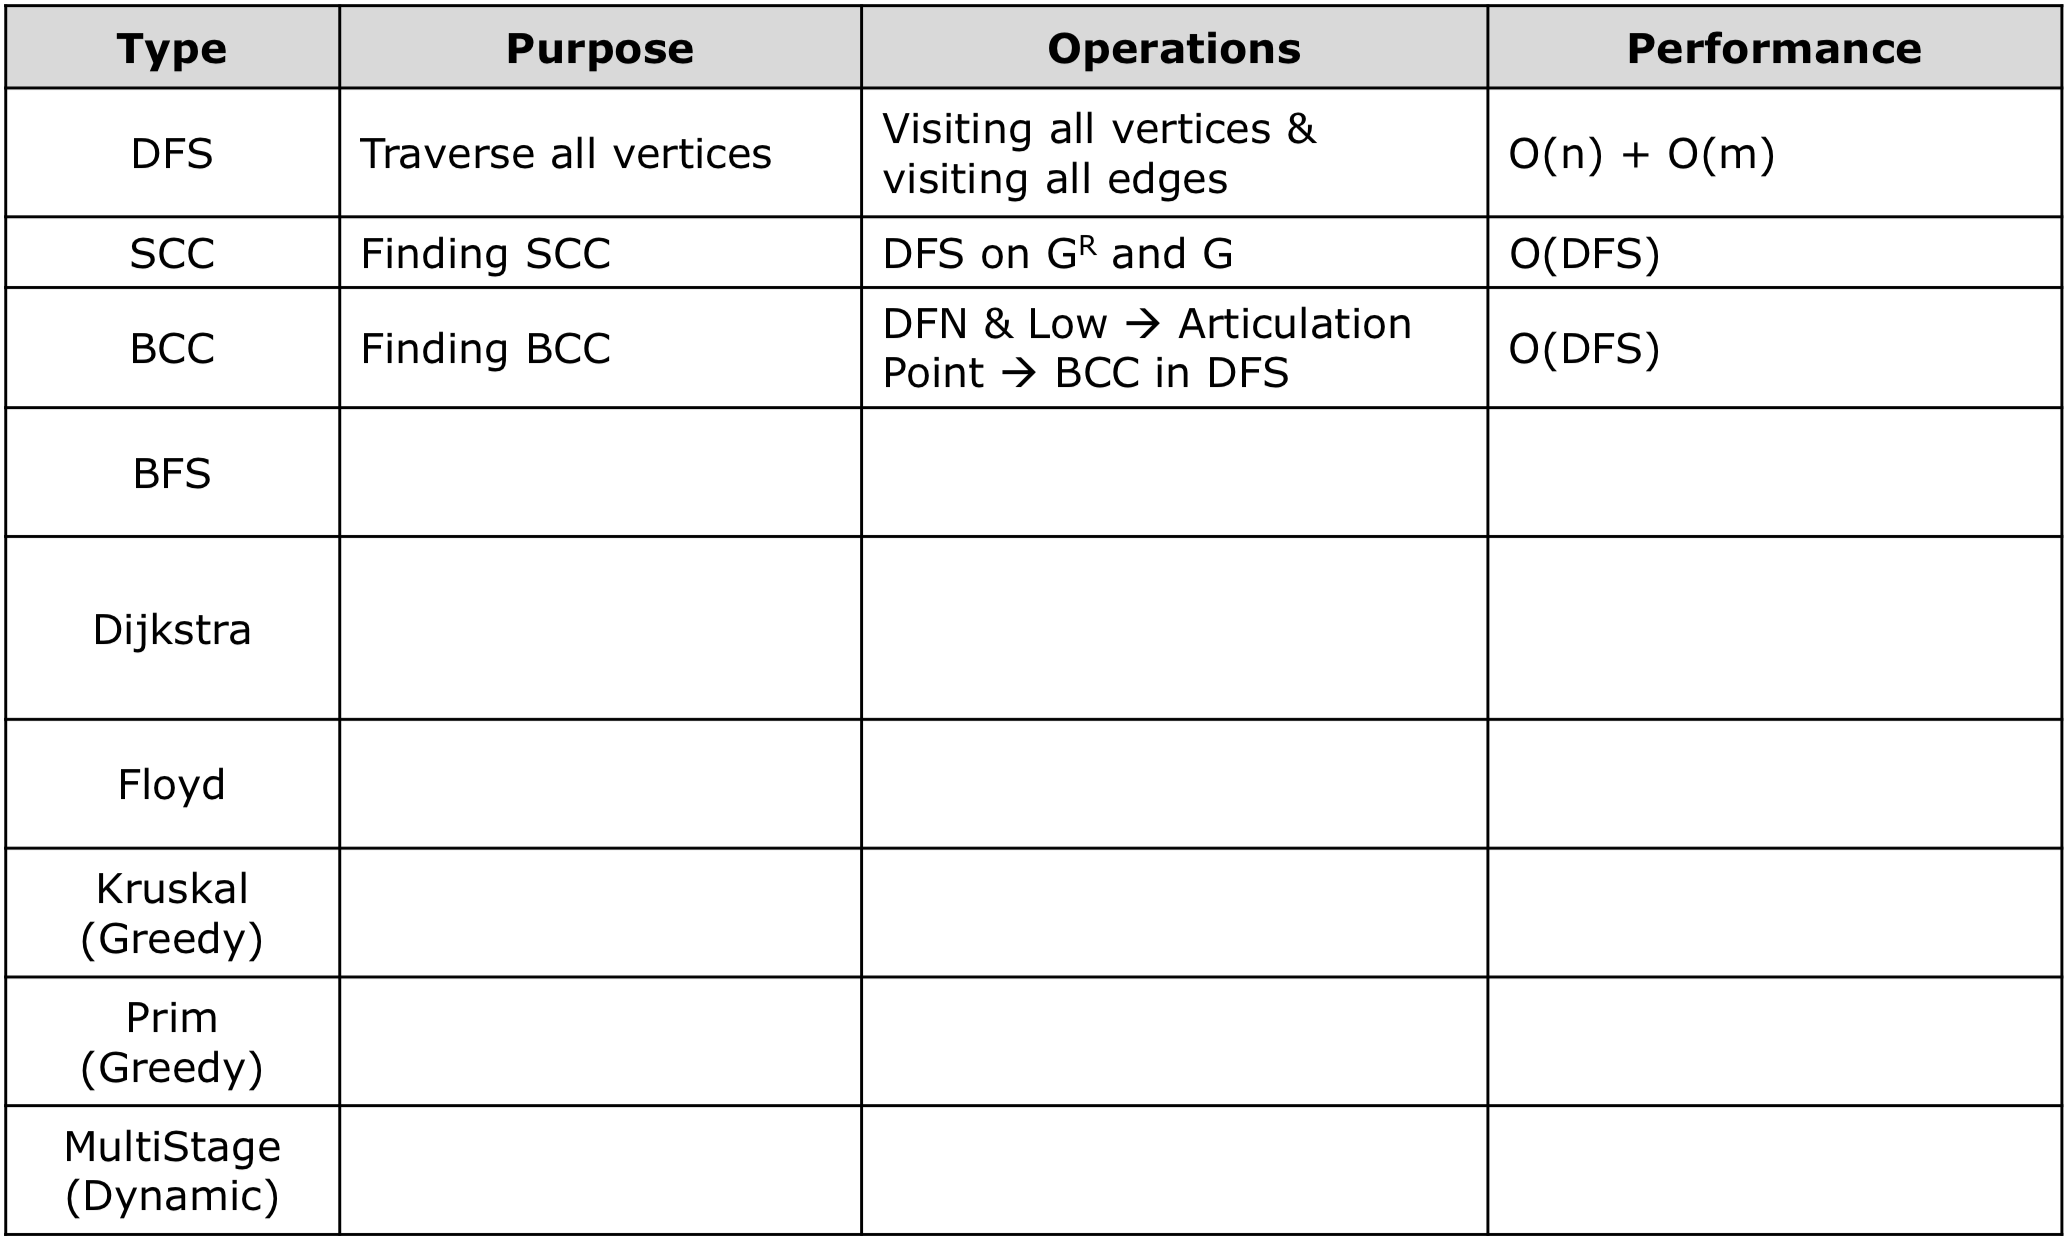 Type Purpose Operations Performance
DFS Traverse all vertices Visiting all vertices &
visiting all edges O(n) + O(m)
SCC Finding SCC DFS on Gᴿ and G O(DFS)
BCC Finding BCC DFN & Low → Articulation
Point → BCC in DFS O(DFS)
BFS
Dijkstra
Floyd
Kruskal
(Greedy)
Prim
(Greedy)
MultiStage
(Dynamic)